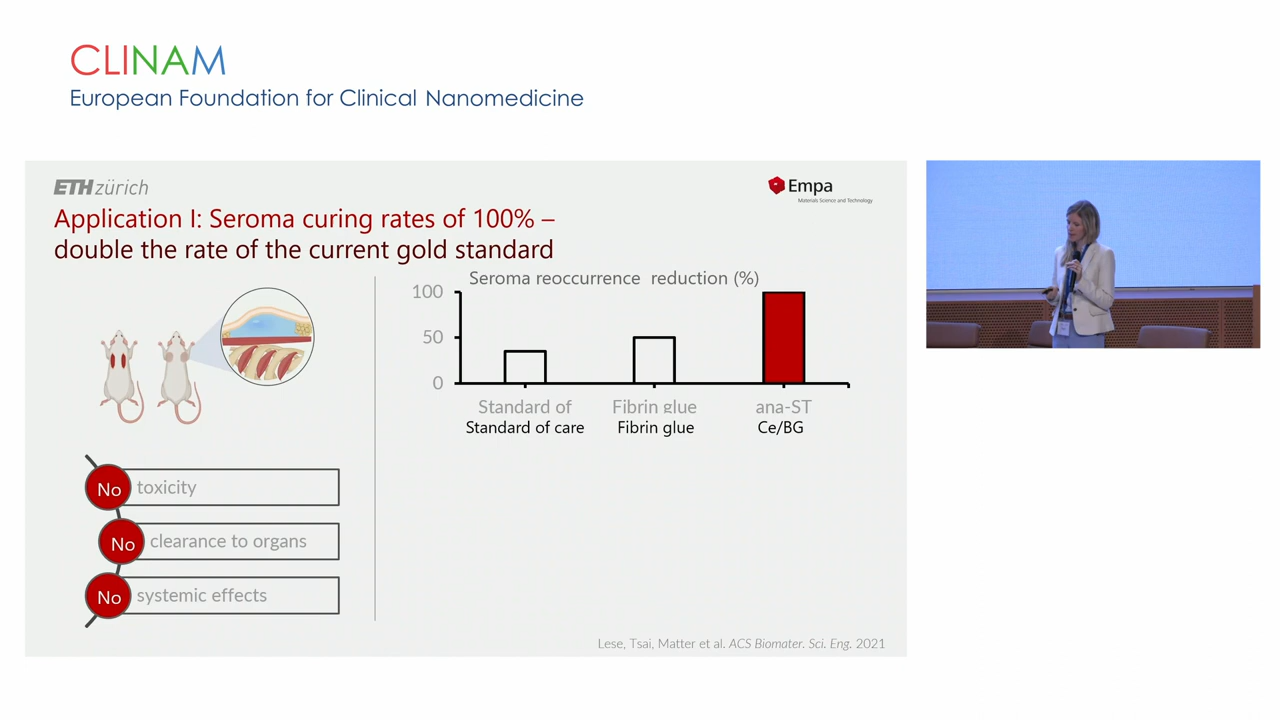 CLINAM
European Foundation for Clinical Nanomedicine
ETH zürich
Empa
Materials Science and Technology
Application I: Seroma curing rates of 100% –
double the rate of the current gold standard
Seroma reoccurrence reduction (%)
100
50
0
Standard of
Fibrin glue
ana-ST
Standard of care
Fibrin glue
Ce/BG
No toxicity
No clearance to organs
No systemic effects
Lese, Tsai, Matter et al. ACS Biomater. Sci. Eng. 2021